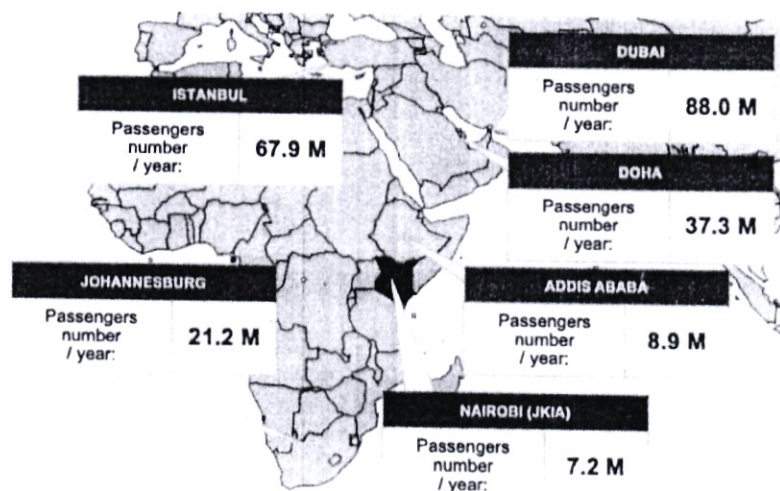 DUBAI
Passengers
number
/ year:
88.0 M
ISTANBUL
Passengers
number
/ year:
67.9 M
DOHA
Passengers
number
/ year:
37.3 M
JOHANNESBURG
Passengers
number
/ year:
21.2 M
ADDIS ABABA
Passengers
number
/ year:
8.9 M
NAIROBI (JKIA)
Passengers
number
/ year:
7.2 M